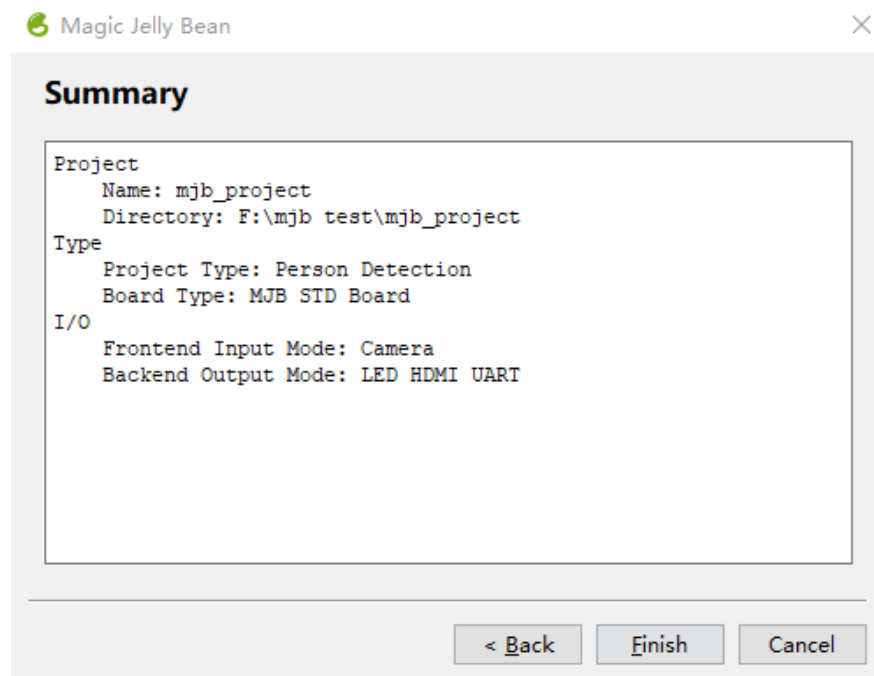 Magic Jelly Bean
Summary
Project
    Name: mjb_project
    Directory: F:\mjb test\mjb_project
Type
    Project Type: Person Detection
    Board Type: MJB STD Board
I/O
    Frontend Input Mode: Camera
    Backend Output Mode: LED HDMI UART
< Back
Finish
Cancel